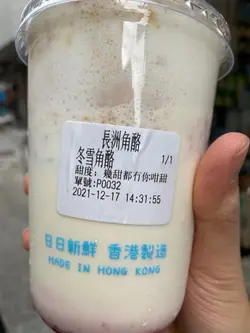 長洲角酪
冬雪角酪 1/1
甜度：幾甜都冇你咁甜
單號:P0032
2021-12-17 14:31:55
日日新鮮 香港製造
MADE IN HONG KONG